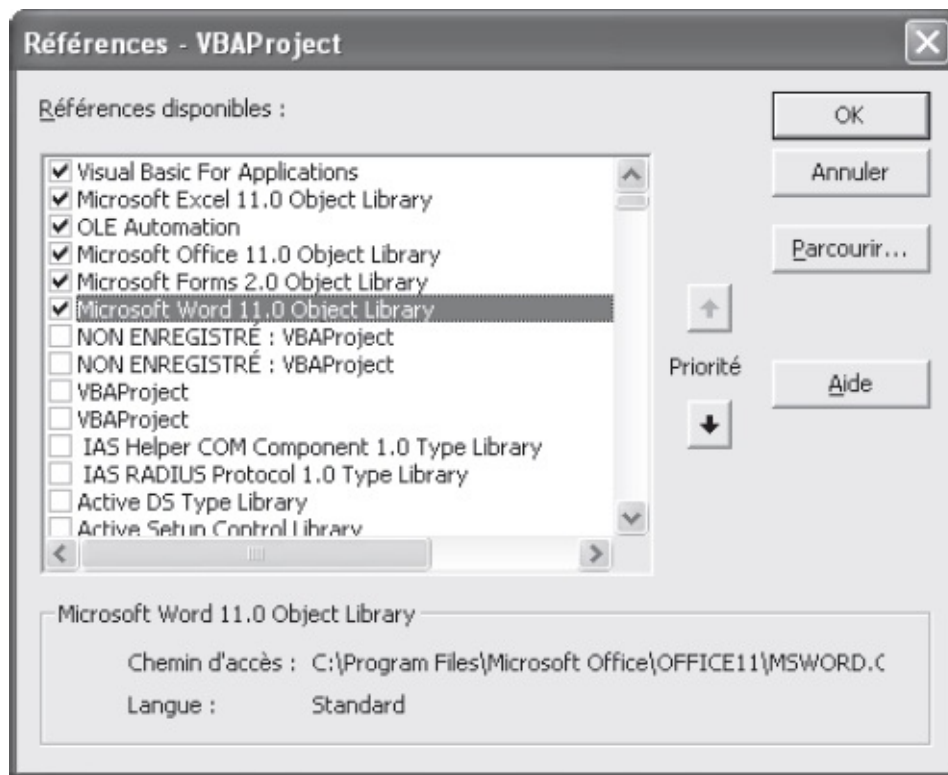 Références - VBAProject
Références disponibles :
OK
Annuler
Parcourir...
Priorité
Aide
Visual Basic For Applications
Microsoft Excel 11.0 Object Library
OLE Automation
Microsoft Office 11.0 Object Library
Microsoft Forms 2.0 Object Library
Microsoft Word 11.0 Object Library
NON ENREGISTRÉ : VBAProject
NON ENREGISTRÉ : VBAProject
VBAProject
VBAProject
IAS Helper COM Component 1.0 Type Library
IAS RADIUS Protocol 1.0 Type Library
Active DS Type Library
Active Setup Control Library
Microsoft Word 11.0 Object Library
Chemin d'accès : C:\Program Files\Microsoft Office\OFFICE11\MSWORD.C
Langue : Standard